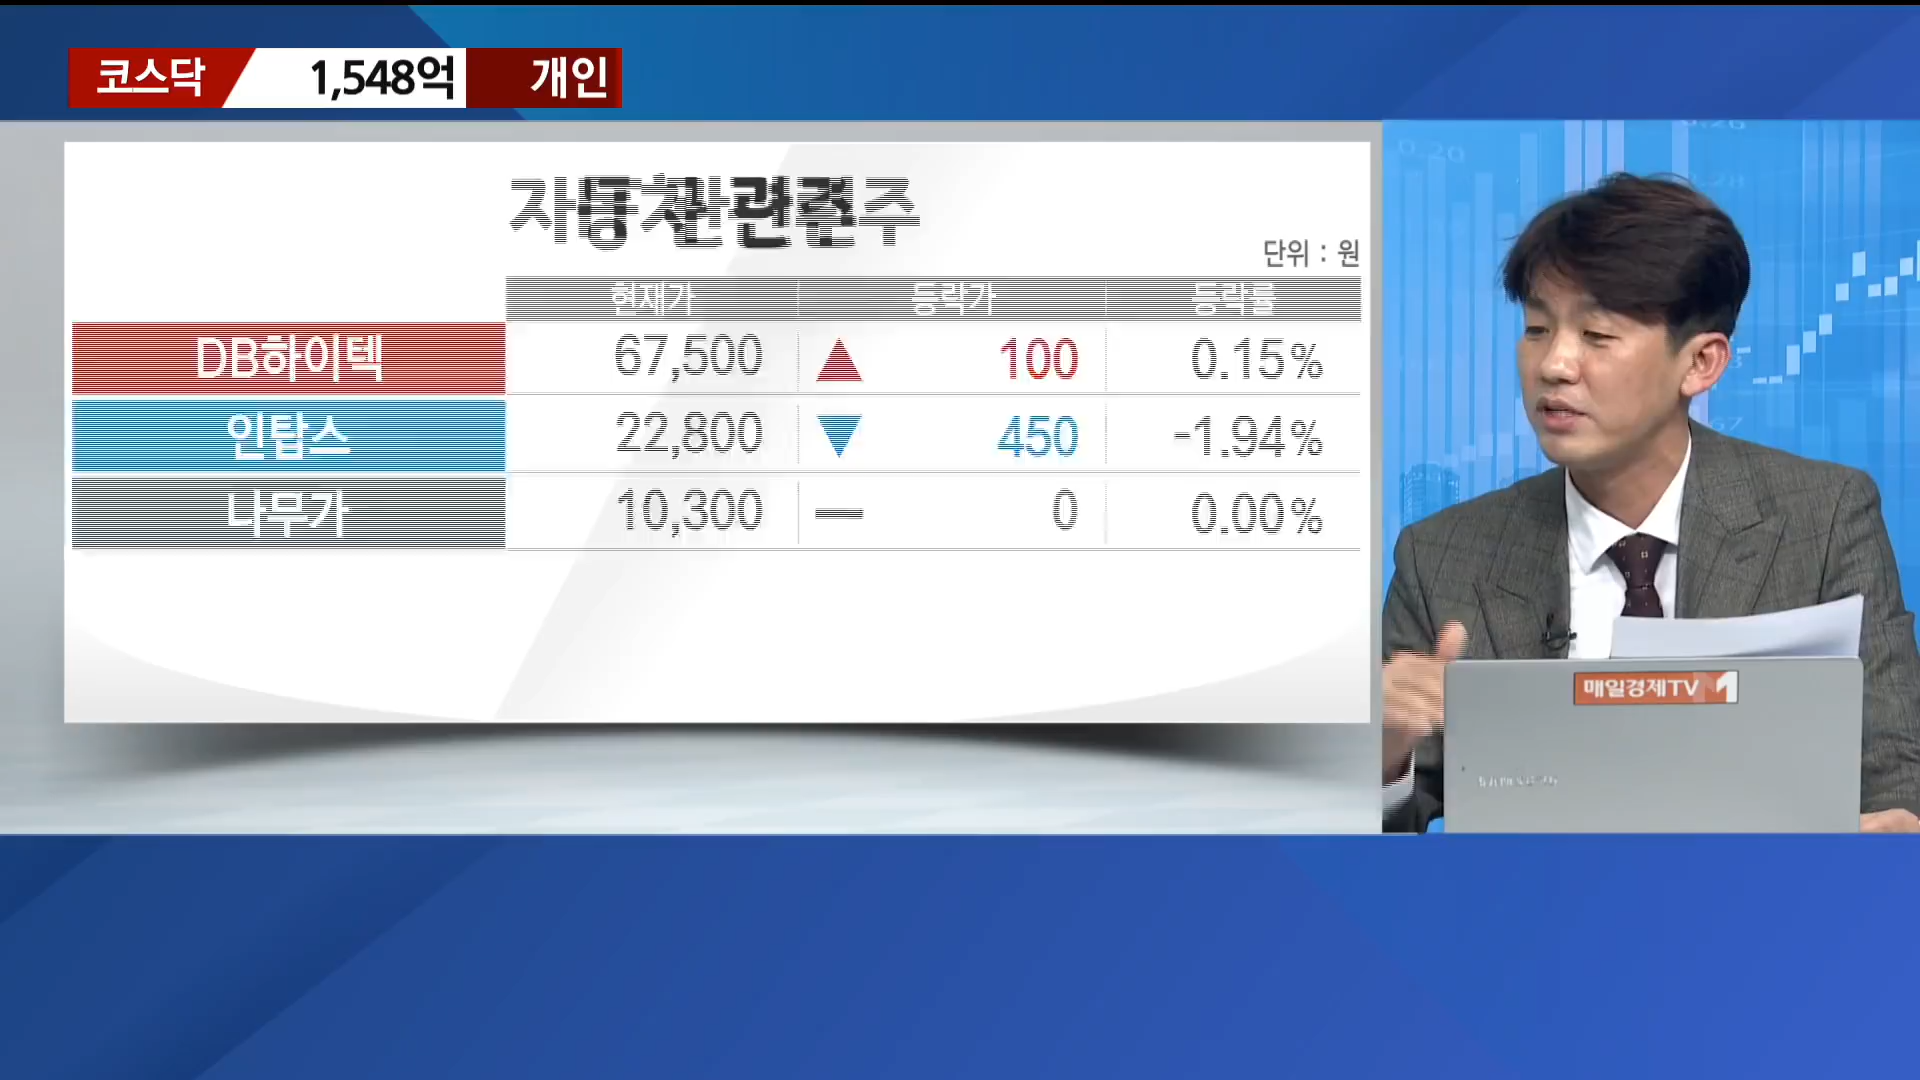 코스닥 1,548억 개인
단위 : 원
현재가 등락가 등락률
DB하이텍 67,500 ▲ 100 0.15%
인탑스 22,800 ▼ 450 -1.94%
나무가 10,300 — 0 0.00%
매일경제TV M